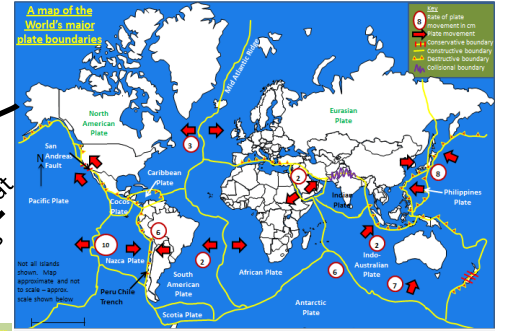 A map of the
World's major
plate boundaries
Key
8 Rate of plate
movement in cm
Plate movement
Conservative boundary
Constructive boundary
Destructive boundary
Collisional boundary
Mid Atlantic Ridge
North
American
Plate
Eurasian
Plate
3
San
Andreas
Fault
N
Caribbean
Plate
2
Indian
Plate
8
Philippines
Plate
Pacific Plate
Cocos
Plate
6
10
Nazca Plate
2
2
Indo-
Australian
Plate
South
American
Plate
African Plate
6
7
Not all islands
shown. Map
approximate and not
to scale – approx.
scale shown below
Peru Chile
Trench
Antarctic
Plate
Scotia Plate